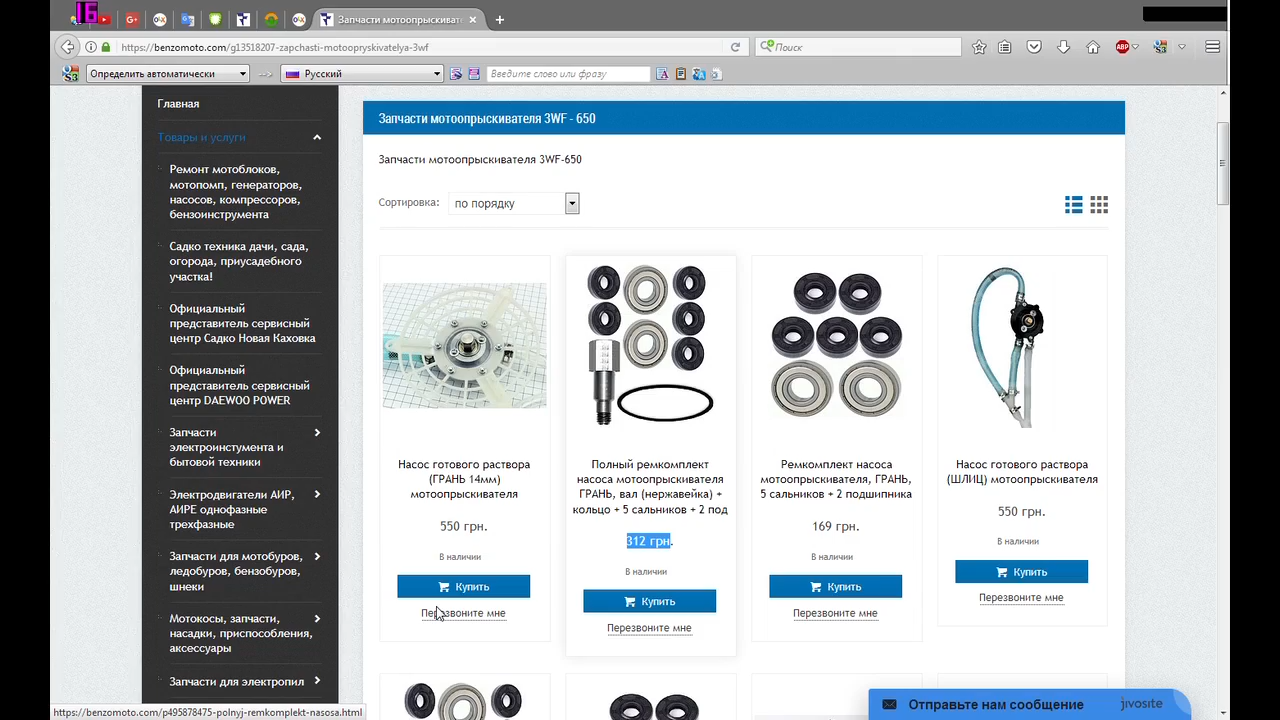 16
Запчасти мотоопрыскивате
https://benzomoto.com/g13518207-zapchasti-motoopryskivatelya-3wf
Поиск
ABP
Определить автоматически
Русский
Введите слово или фразу
Главная
Товары и услуги
Ремонт мотоблоков,
мотопомп, генераторов,
насосов, компрессоров,
бензоинструмента
Садко техника дачи, сада,
огорода, приусадебного
участка!
Официальный
представитель сервисный
центр Садко Новая Каховка
Официальный
представитель сервисный
центр DAEWOO POWER
Запчасти
электроинстумента и
бытовой техники
Электродвигатели АИР,
АИРЕ однофазные
трехфазные
Запчасти для мотобуров,
ледобуров, бензобуров,
шнеки
Мотокосы, запчасти,
насадки, приспособления,
аксессуары
Запчасти для электропил
Запчасти мотоопрыскивателя 3WF - 650
Запчасти мотоопрыскивателя 3WF-650
Сортировка:
по порядку
Насос готового раствора
(ГРАНЬ 14мм)
мотоопрыскивателя
550 грн.
В наличии
Купить
Перезвоните мне
Полный ремкомплект
насоса мотоопрыскивателя
ГРАНЬ, вал (нержавейка) +
кольцо + 5 сальников + 2 под
312 грн.
В наличии
Купить
Перезвоните мне
Ремкомплект насоса
мотоопрыскивателя, ГРАНЬ,
5 сальников + 2 подшипника
169 грн.
В наличии
Купить
Перезвоните мне
Насос готового раствора
(ШЛИЦ) мотоопрыскивателя
550 грн.
В наличии
Купить
Перезвоните мне
Отправьте нам сообщение
jivosite
https://benzomoto.com/p495878475-polnyj-remkomplekt-nasosa.html